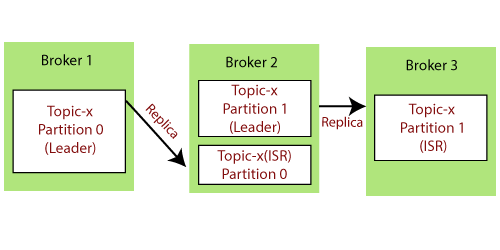 Broker 1
Topic-x
Partition 0
(Leader)
Replica
Broker 2
Topic-x
Partition 1
(Leader)
Topic-x(ISR)
Partition 0
Replica
Broker 3
Topic-x
Partition 1
(ISR)